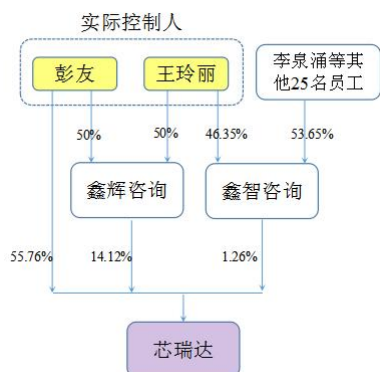 实际控制人
彭友
王玲丽
李泉涌等其
他25名员工
50%
50%
46.35%
53.65%
鑫辉咨询
鑫智咨询
55.76%
14.12%
1.26%
芯瑞达